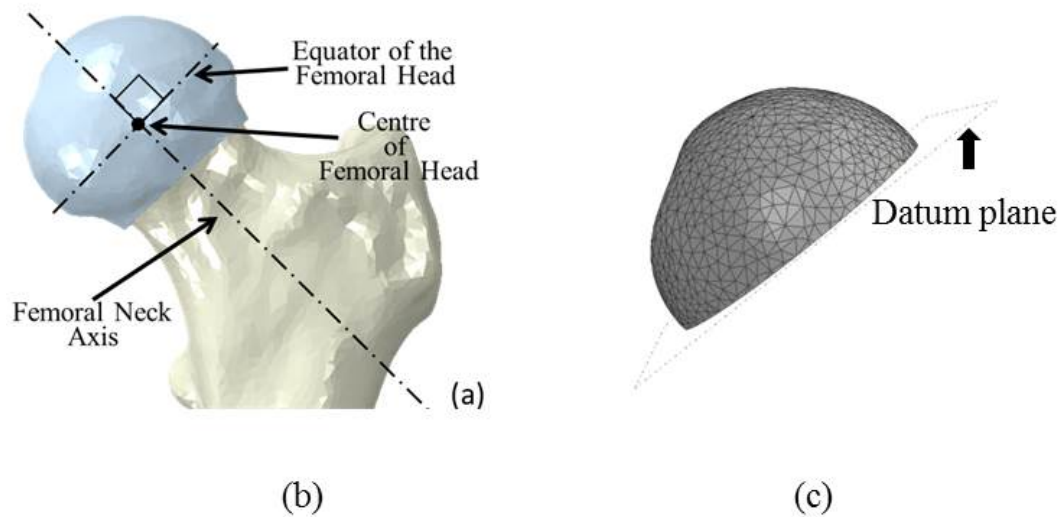 Equator of the
Femoral Head
Centre
of
Femoral Head
Datum plane
Femoral Neck
Axis
(a)
(b)
(c)